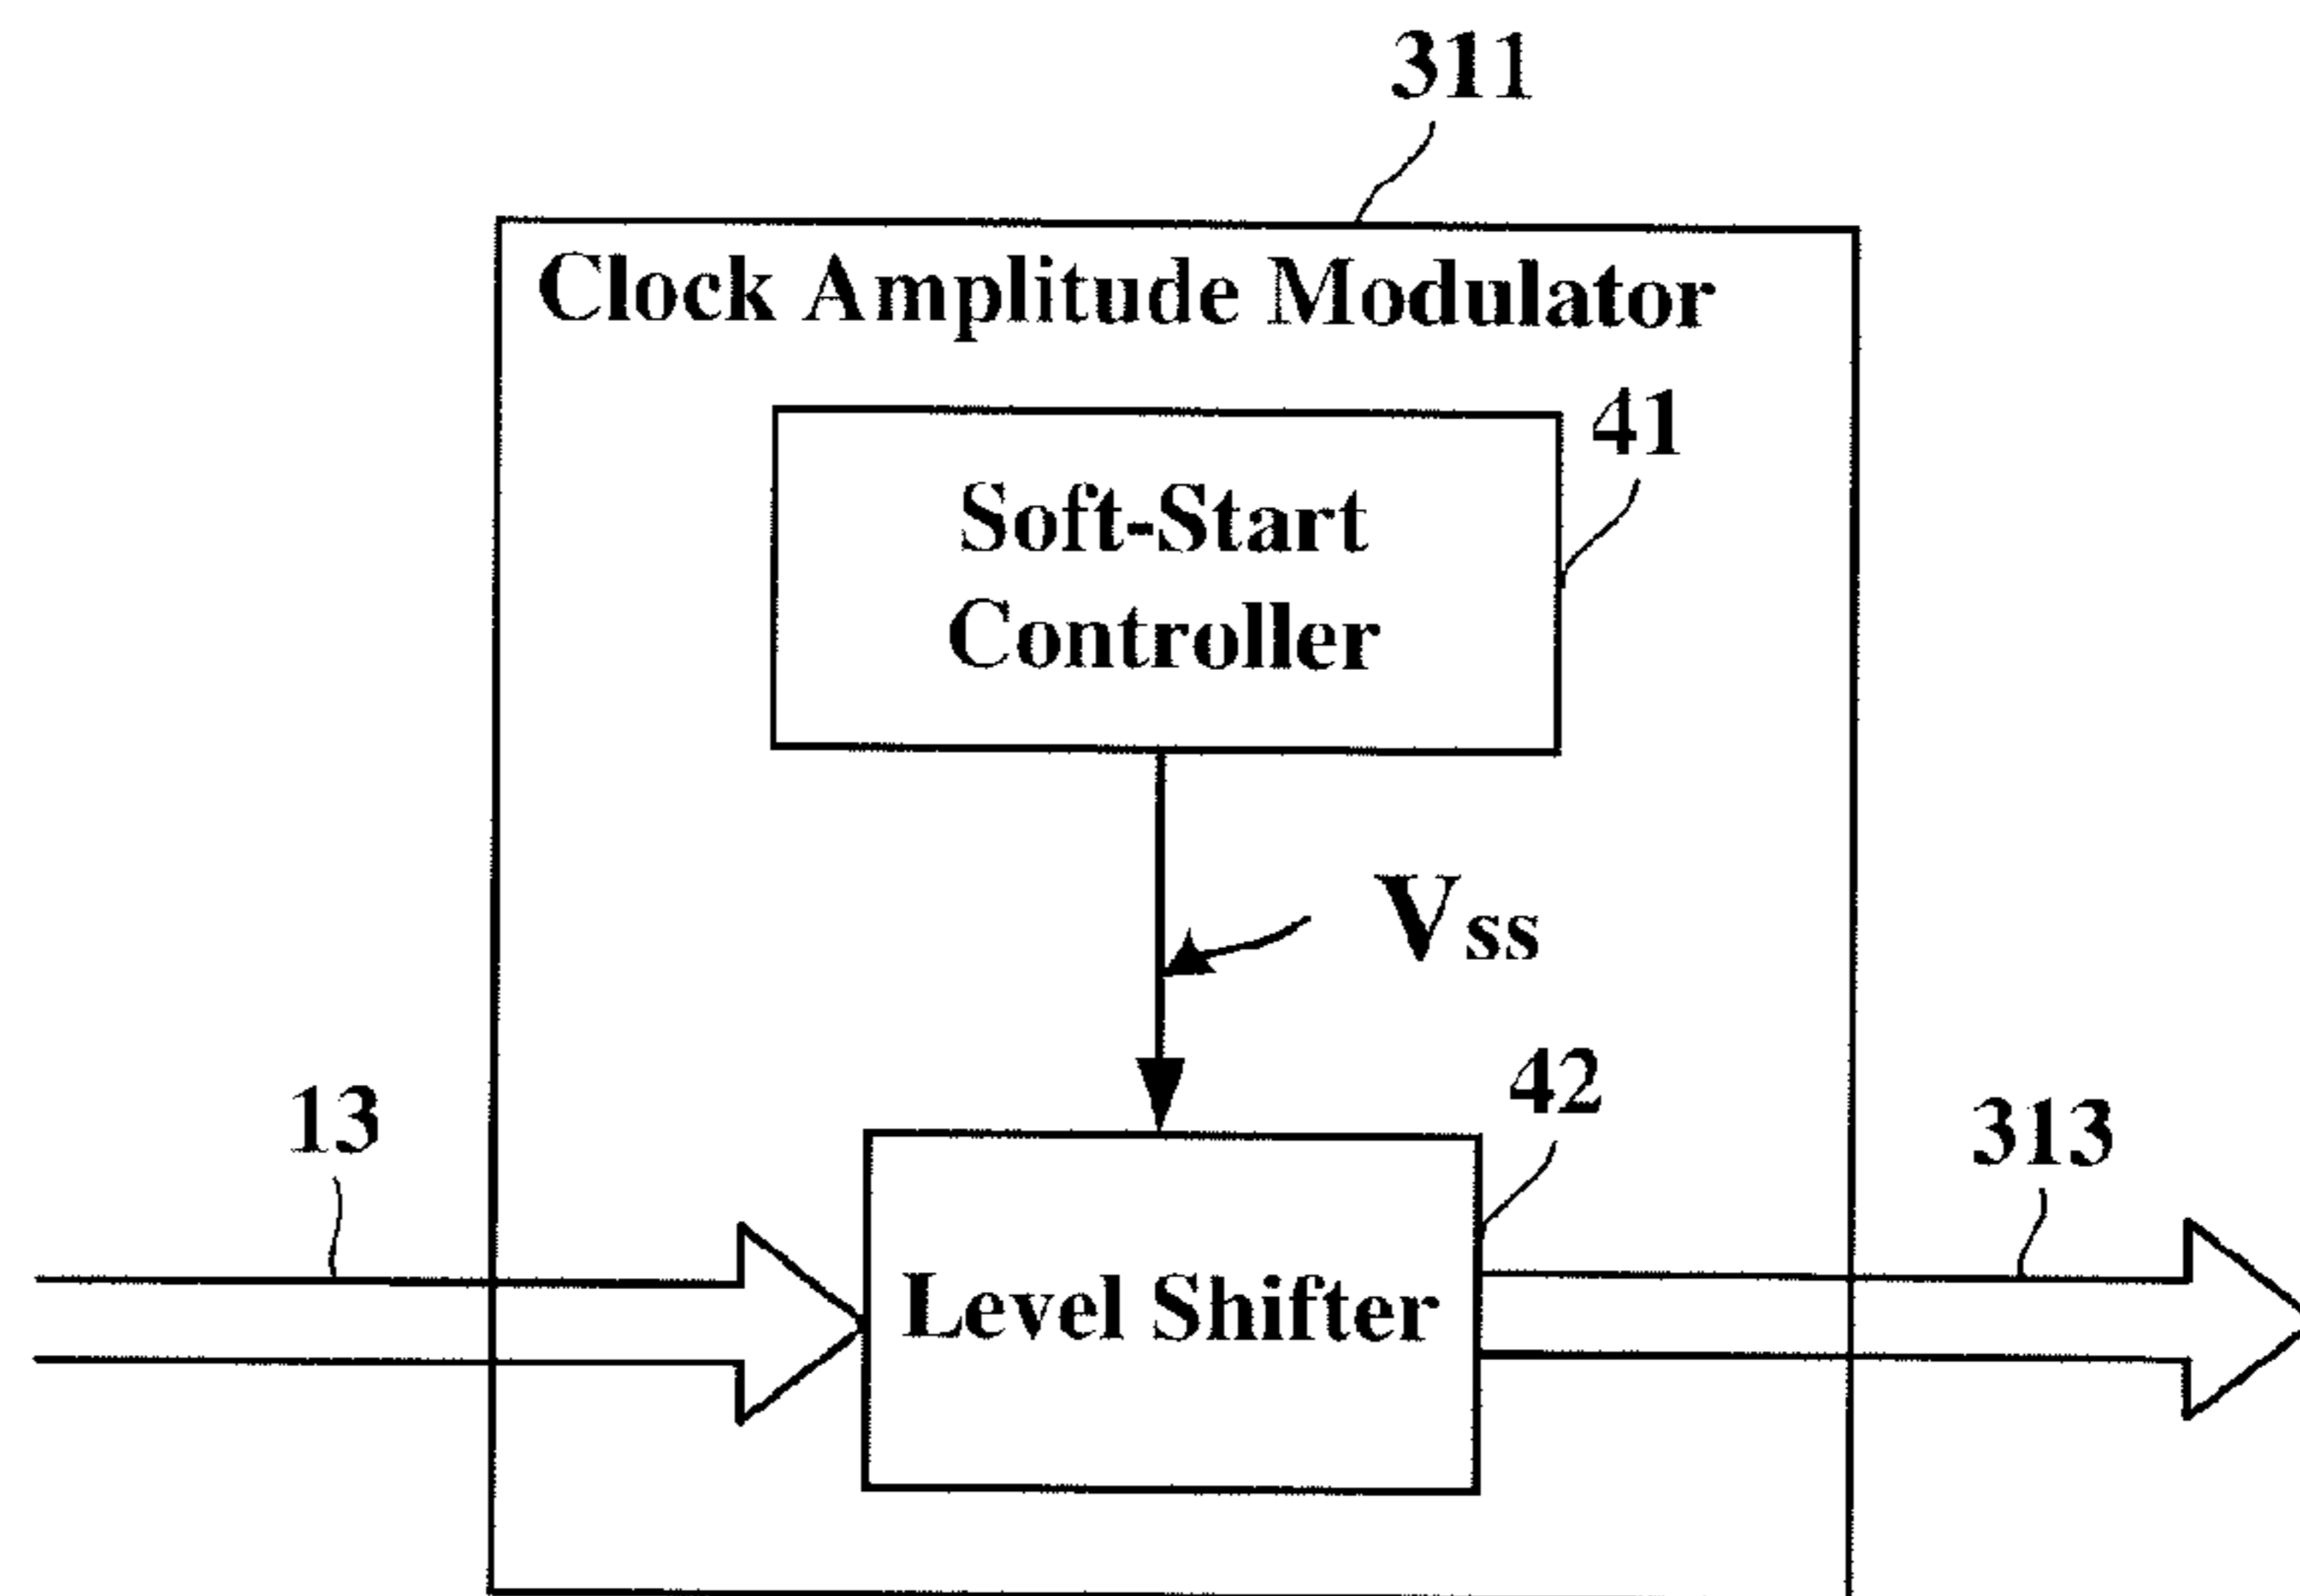 311
Clock Amplitude Modulator
41
Soft-Start
Controller
Vss
42
13
313
Level Shifter